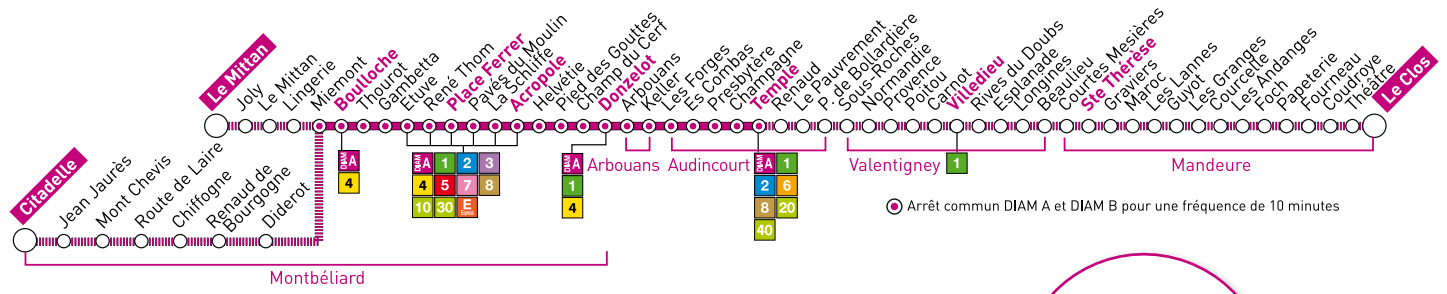 Le Mittan
Joly
Le Mittan
Lingerie
Miemont
Boulloche
Thourot
Gambetta
Etuve
René Thom
Place Ferrer
Pavés du Moulin
La Schliffe
Acropole
Helvétie
Pied des Gouttes
Champ du Cerf
Donzelot
Arbouans
Keller
Les Forges
Es Combas
Presbytère
Champagne
Temple
Renaud
Le Pauvrement
P. de Bollardière
Sous-Roches
Normandie
Provence
Poitou
Carnot
Villedieu
Rives du Doubs
Esplanade
Longines
Beaulieu
Courtes Mesières
Ste Thérèse
Graviers
Maroc
Les Lannes
Guyot
Les Granges
Courcelle
Les Andanges
Foch
Papeterie
Fourneau
Coudroye
Théâtre
Le Clos
Citadelle
Jean Jaurès
Mont Chevis
Route de Laire
Chiffogne
Renaud de
Bourgogne
Diderot
DIAM A
4
DIAM A 1 2 3
4 5 7 8
10 30 E
DIAM A
1
4
Arbouans
Audincourt
DIAM A 1
2 6
8 20
40
Valentigney 1
Mandeure
Arrêt commun DIAM A et DIAM B pour une fréquence de 10 minutes
Montbéliard